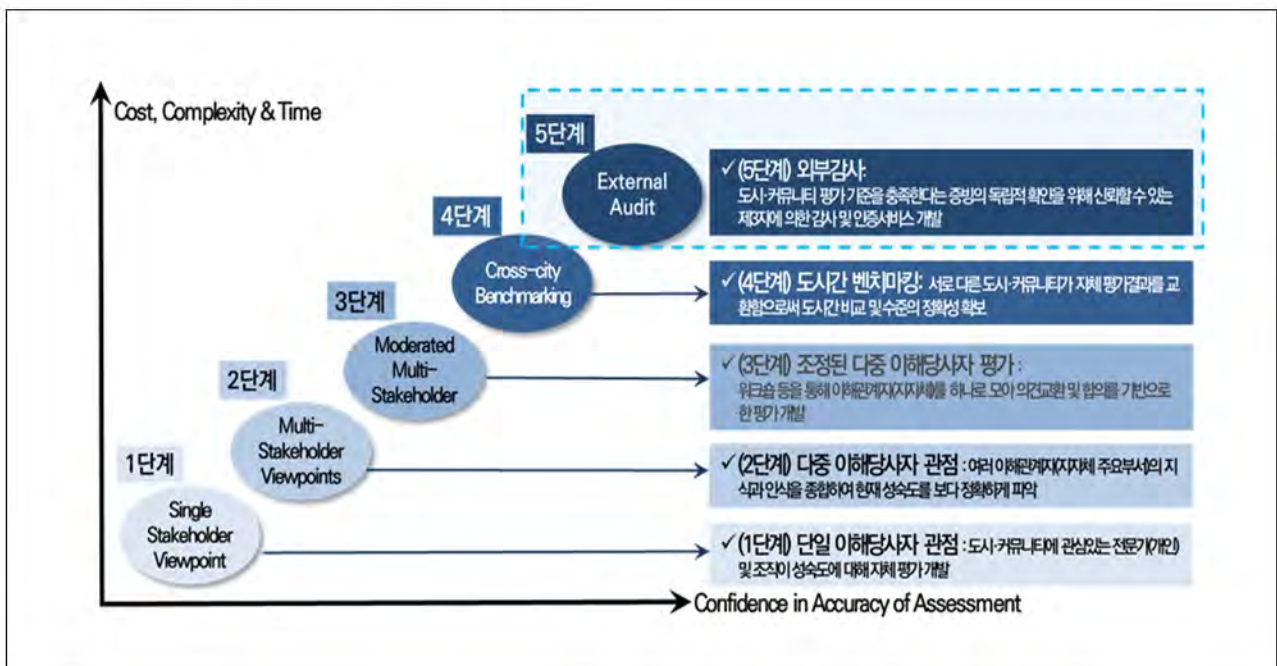 Cost, Complexity & Time
5단계
External
Audit
✓ (5단계) 외부감사:
도시·커뮤니티 평가 기준을 충족한다는 증빙의 독립적 확인을 위해 신뢰할 수 있는
제3자에 의한 감사 및 인증서비스 개발
4단계
Cross-city
Benchmarking
✓ (4단계) 도시간 벤치마킹: 서로 다른 도시·커뮤니티가 자체 평가결과를 교
환함으로써 도시간 비교 및 수준의 정확성 확보
3단계
Moderated
Multi-
Stakeholder
✓ (3단계) 조정된 다중 이해당사자 평가 :
워크숍 등을 통해 이해관계자(지자체)를 하나로 모아 의견교환 및 합의를 기반으로
한 평가 개발
2단계
Multi-
Stakeholder
Viewpoints
✓ (2단계) 다중 이해당사자 관점 : 여러 이해관계자(지자체 주요부서)의 지
식과 인식을 종합하여 현재 성숙도를 보다 정확하게 파악
1단계
Single
Stakeholder
Viewpoint
✓ (1단계) 단일 이해당사자 관점 : 도시·커뮤니티에 관심있는 전문가(개인)
및 조직이 성숙도에 대해 자체 평가 개발
Confidence in Accuracy of Assessment